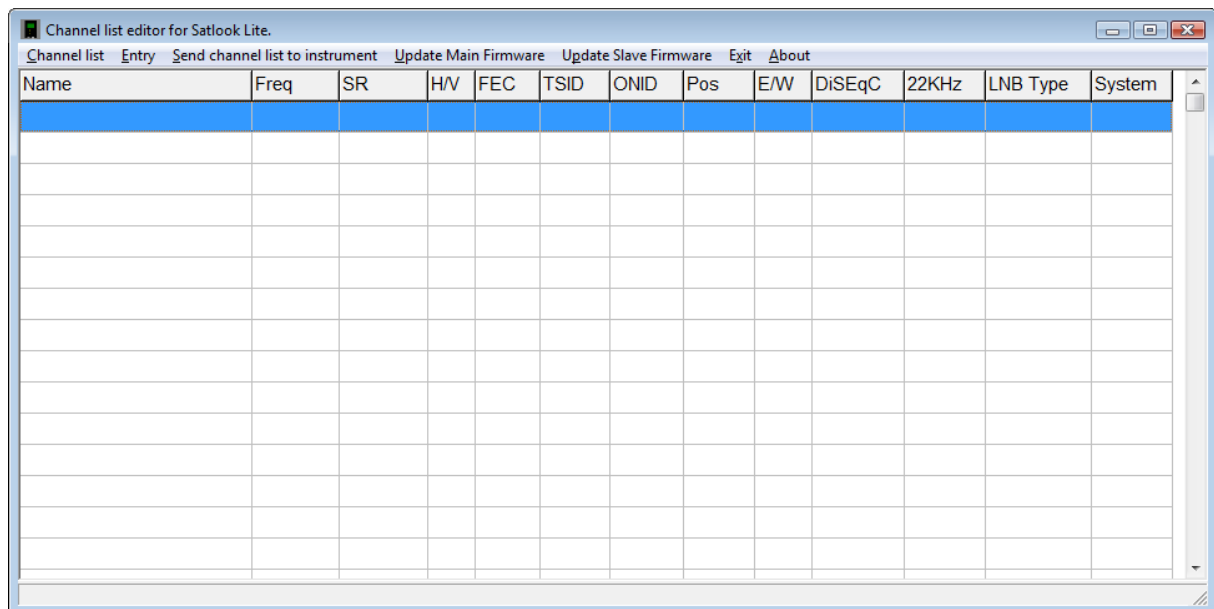 Channel list editor for Satlook Lite.
Channel list Entry Send channel list to instrument Update Main Firmware Update Slave Firmware Exit About
Name Freq SR H/V FEC TSID ONID Pos E/W DiSEqC 22KHz LNB Type System